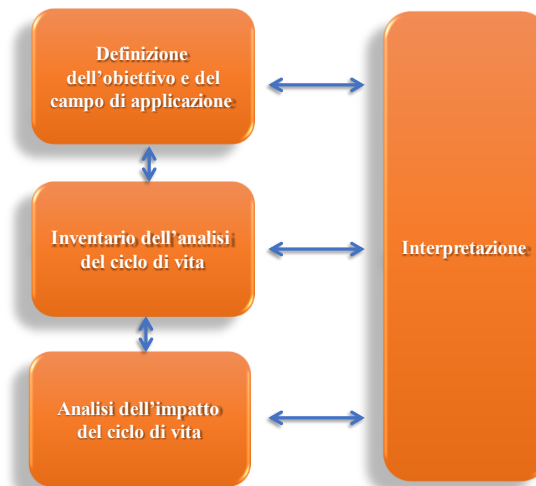 Definizione
dell’obiettivo e del
campo di applicazione
Inventario dell’analisi
del ciclo di vita
Interpretazione
Analisi dell’impatto
del ciclo di vita